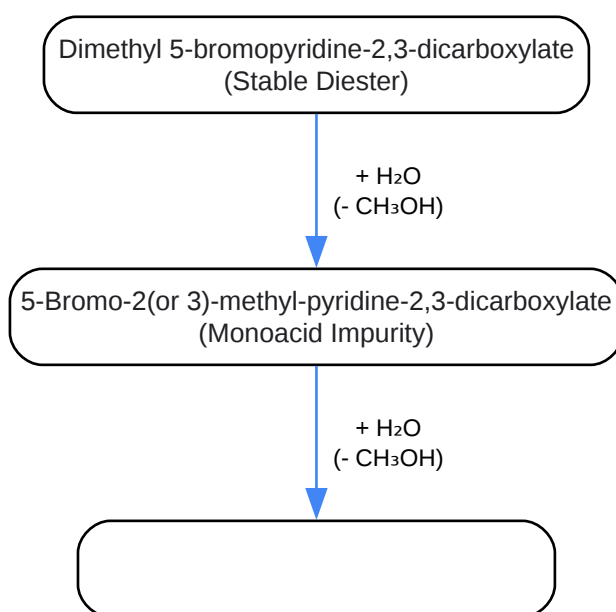 Dimethyl 5-bromopyridine-2,3-dicarboxylate
(Stable Diester)
+ H₂O
(- CH₃OH)
5-Bromo-2(or 3)-methyl-pyridine-2,3-dicarboxylate
(Monoacid Impurity)
+ H₂O
(- CH₃OH)